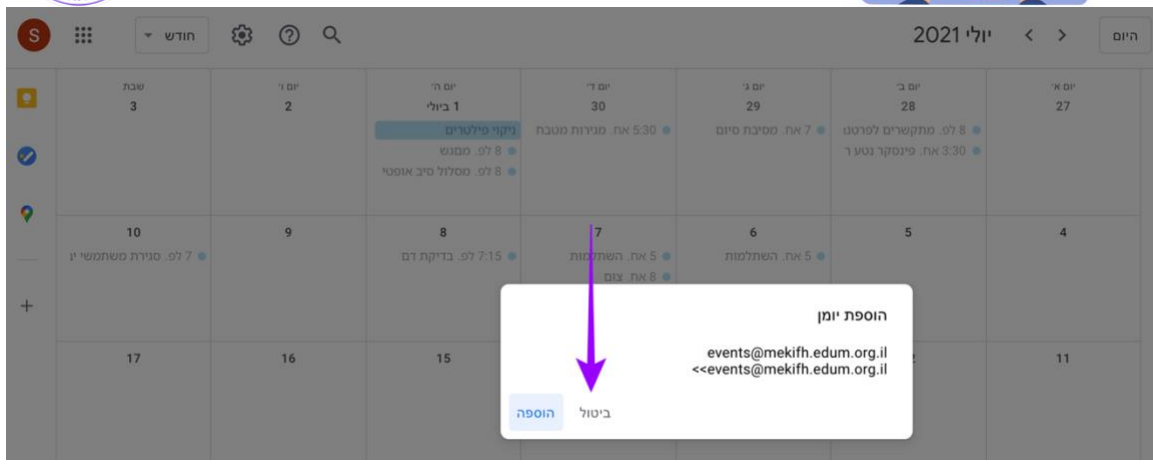 היום
יולי 2021
חודש
S
יום א׳
27
יום ב׳
28
8 לפ. מתקשרים לפרטנו
3:30 אח. פינסקר נטע ר
יום ג׳
29
7 אח. מסיבת סיום
יום ד׳
30
5:30 אח. מגירות מטבח
יום ה׳
1 ביולי
ניקוי פילטרים
8 לפ. מסגש
8 לפ. מסלול סיב אופטי
יום ו׳
2
שבת
3
4
5
6
5 אח. השתלמות
7
5 אח. השתלמות
8 אח. צום
8
7:15 לפ. בדיקת דם
9
10
7 לפ. סגירת משתמשי ינ
11
15
16
17
הוספת יומן
events@mekifh.edum.org.il
<<events@mekifh.edum.org.il
ביטול
הוספה